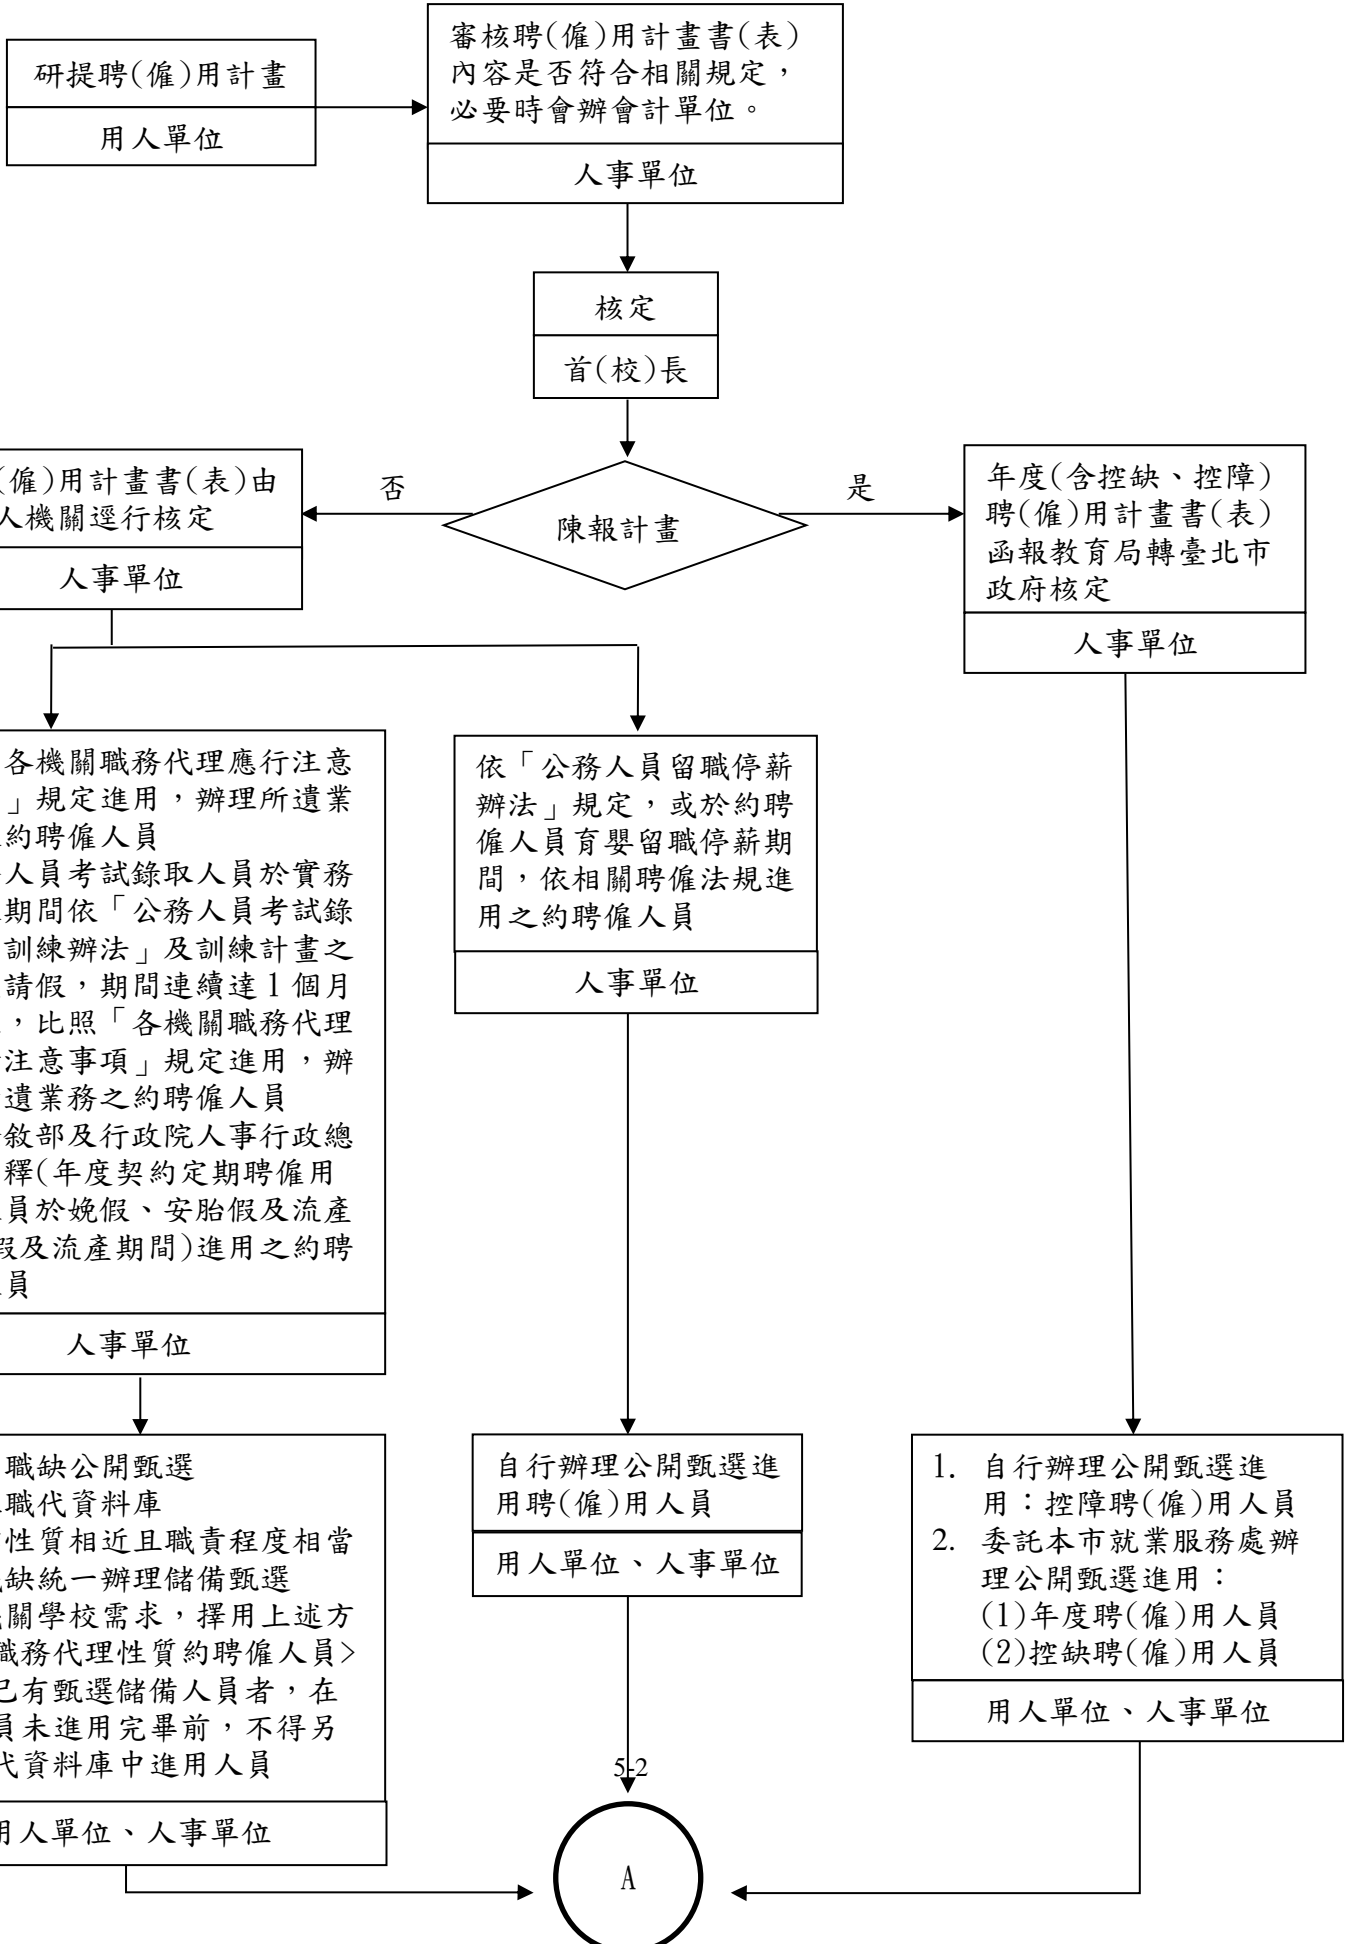 研提聘(僱)用計畫
用人單位
審核聘(僱)用計畫書(表)
內容是否符合相關規定，
必要時會辦會計單位。
人事單位
核定
首(校)長
陳報計畫
否
是
(僱)用計畫書(表)由
人機關逕行核定
人事單位
年度(含控缺、控障)
聘(僱)用計畫書(表)
函報教育局轉臺北市
政府核定
人事單位
各機關職務代理應行注意
」規定進用，辦理所遺業
約聘僱人員
人員考試錄取人員於實務
期間依「公務人員考試錄
訓練辦法」及訓練計畫之
請假，期間連續達1個月
，比照「各機關職務代理
注意事項」規定進用，辦
遺業務之約聘僱人員
敘部及行政院人事行政總
釋(年度契約定期聘僱用
員於娩假、安胎假及流產
假及流產期間)進用之約聘
員
人事單位
依「公務人員留職停薪
辦法」規定，或於約聘
僱人員育嬰留職停薪期
間，依相關聘僱法規進
用之約聘僱人員
人事單位
職缺公開甄選
職代資料庫
性質相近且職責程度相當
缺統一辦理儲備甄選
關學校需求，擇用上述方
職務代理性質約聘僱人員>
已有甄選儲備人員者，在
員未進用完畢前，不得另
代資料庫中進用人員
用人單位、人事單位
自行辦理公開甄選進
用聘(僱)用人員
用人單位、人事單位
1. 自行辦理公開甄選進
用：控障聘(僱)用人員
2. 委託本市就業服務處辦
理公開甄選進用：
(1)年度聘(僱)用人員
(2)控缺聘(僱)用人員
用人單位、人事單位
5-2
A